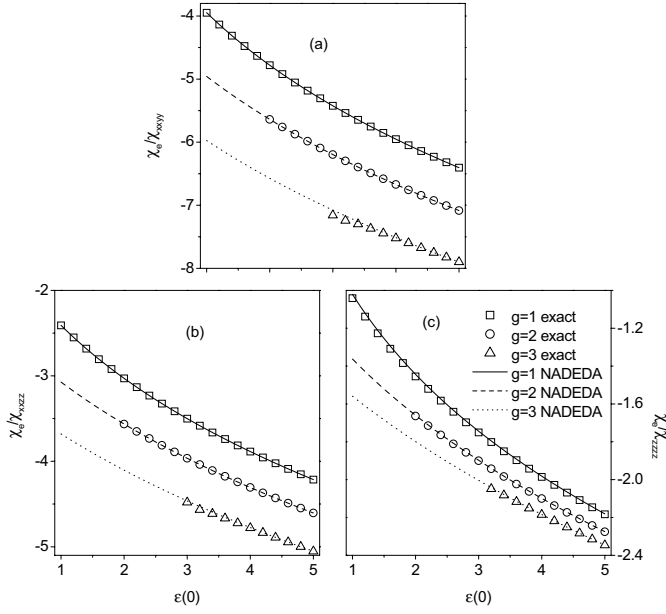 -4
(a)
-5
χe/χxxyy
-6
-7
-8
-2
(b)
-3
χe/χxxzz
-4
-5
1 2 3 4 5
ε(0)
(c)
g=1 exact
g=2 exact
g=3 exact
g=1 NADEDA
g=2 NADEDA
g=3 NADEDA
-1.2
-1.6
χe/χzzzz
-2.0
-2.4
1 2 3 4 5
ε(0)